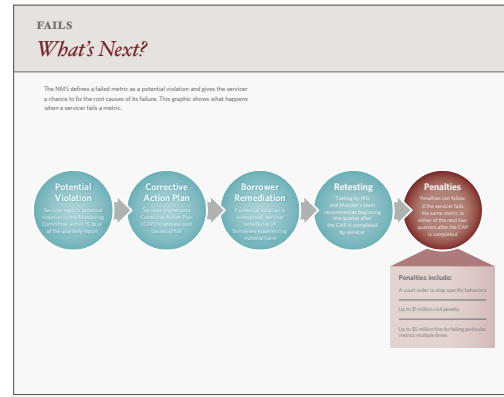 FAILS
What's Next?
The NMS defines a failed metric as a potential violation and gives the servicer
a chance to fix the root causes of its failure. This graphic shows what happens
when a servicer fails a metric.
Potential
Violation
Servicer reports potential
violation to the Monitoring
Committee within 15 days
of the quarterly report
Corrective
Action Plan
Servicer implements
Corrective Action Plan
(CAP) to address root
causes of fail
Borrower
Remediation
If potential violation is
widespread, servicer
remediates all
borrowers experiencing
material harm
Retesting
Testing by IRG
and Monitor's team
recommences beginning
the quarter after
the CAP is completed
by servicer
Penalties
Penalties can follow
if the servicer fails
the same metric in
either of the next two
quarters after the CAP
is completed
Penalties include:
A court order to stop specific behaviors
Up to $1 million civil penalty
Up to $5 million fine for failing particular
metrics multiple times